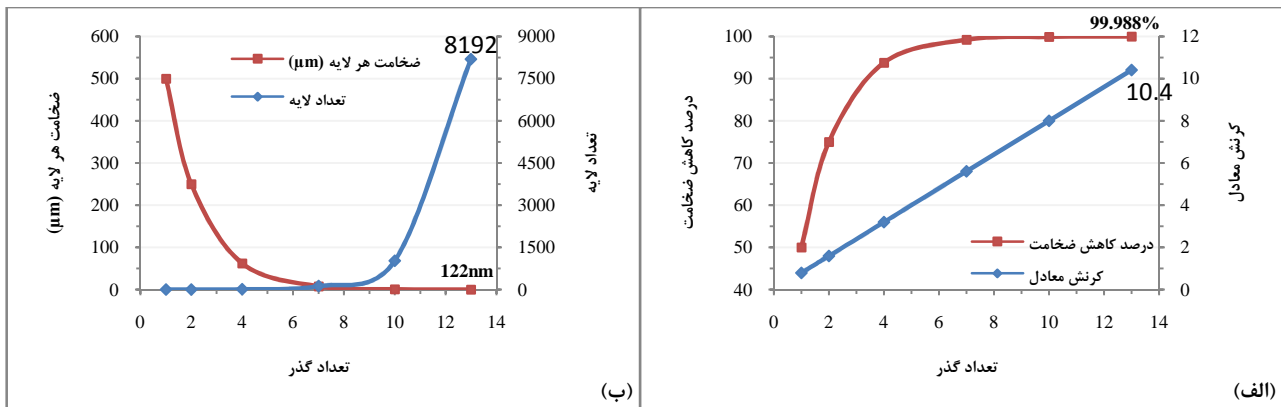 99.988%
100
90
80
70
60
50
40
12
10
8
6
4
2
0
10.4
درصد کاهش ضخامت
کرنش معادل
درصد کاهش ضخامت
کرنش معادل
0 2 4 6 8 10 12 14
تعداد گذر
(الف)
600
500
400
300
200
100
0
9000
7500
6000
4500
3000
1500
0
8192
ضخامت هر لایه (µm)
تعداد لایه
ضخامت هر لایه (µm)
تعداد لایه
122nm
0 2 4 6 8 10 12 14
تعداد گذر
(ب)